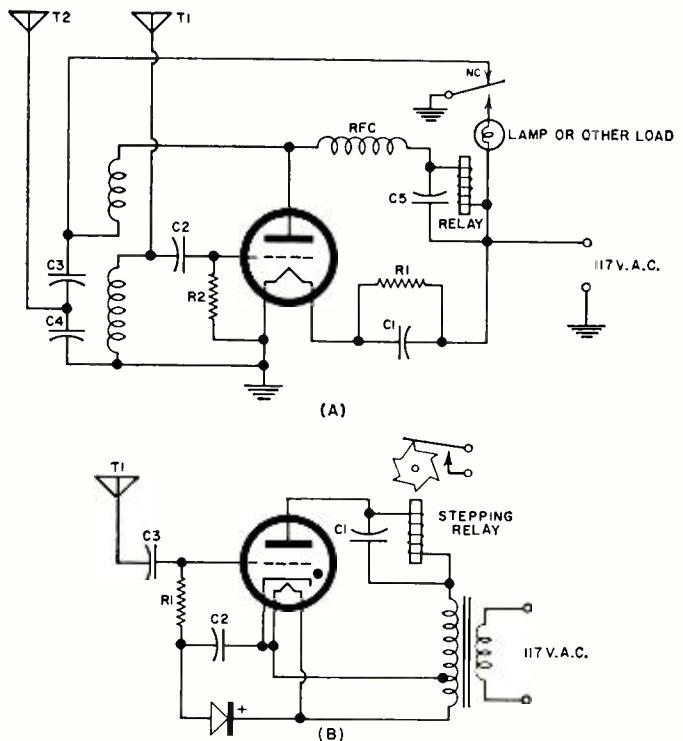 T2
T1
NC
LAMP OR OTHER LOAD
RFC
C5
RELAY
C2
C3
R2
R1
117 V. A.C.
C4
C1
(A)
T1
STEPPING
RELAY
C1
C3
R1
C2
117 V. A.C.
+
(B)